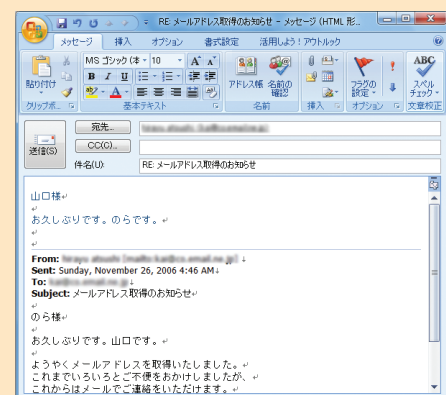 RE: メールアドレス取得のお知らせ - メッセージ (HTML 形...
メッセージ 挿入 オプション 書式設定 活用しよう！アウトルック
MS ゴシック (本 10 A A
貼り付け B I U アドレス帳 名前の確認 フラグの設定 ABC スペルチェック
クリップボ... 基本テキスト 名前 挿入 オプション 文章校正
送信(S) 宛先...
CC(C)...
件名(U): RE: メールアドレス取得のお知らせ
山口様
お久しぶりです。のらです。
From:
Sent: Sunday, November 26, 2006 4:46 AM
To:
Subject: メールアドレス取得のお知らせ
のら様
お久しぶりです。山口です。
ようやくメールアドレスを取得いたしました。
これまでいろいろとご不便をおかけしましたが、
これからはメールでご連絡をいただけます。